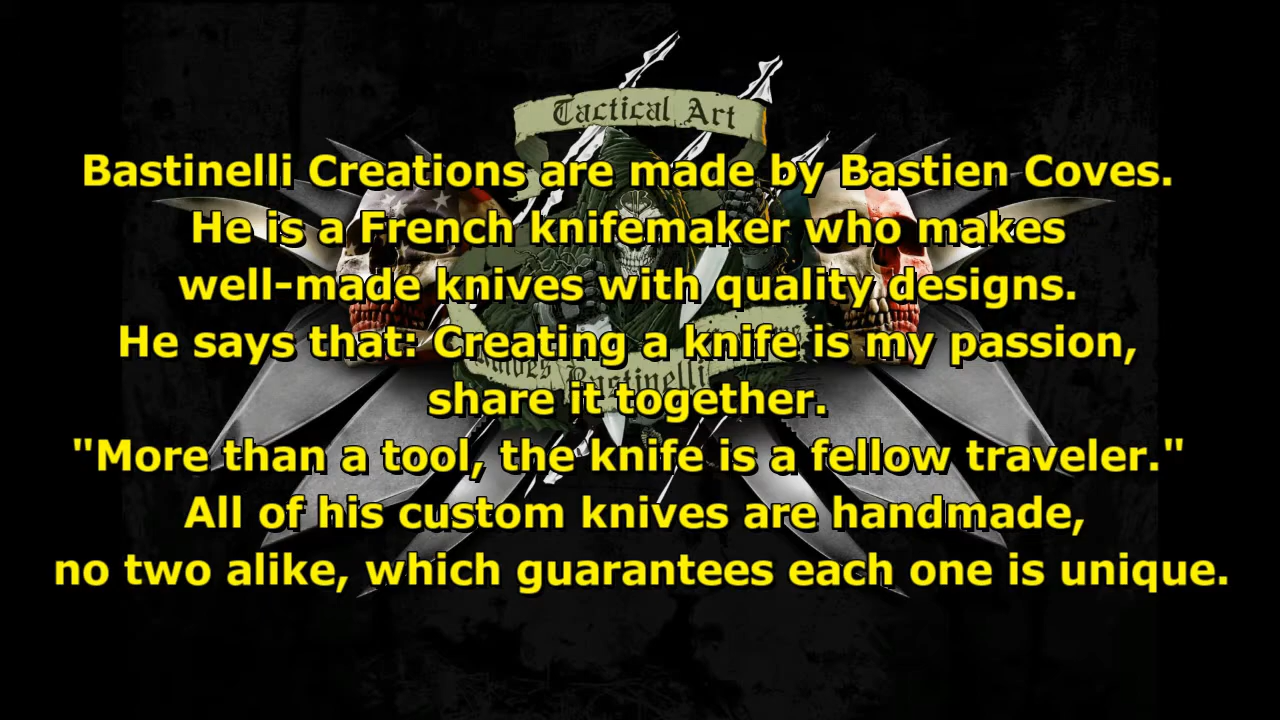 Tactical Art
Bastinelli Creations are made by Bastien Coves.
He is a French knifemaker who makes
well-made knives with quality designs.
He says that: Creating a knife is my passion,
Bastinelli
share it together.
"More than a tool, the knife is a fellow traveler."
All of his custom knives are handmade,
no two alike, which guarantees each one is unique.